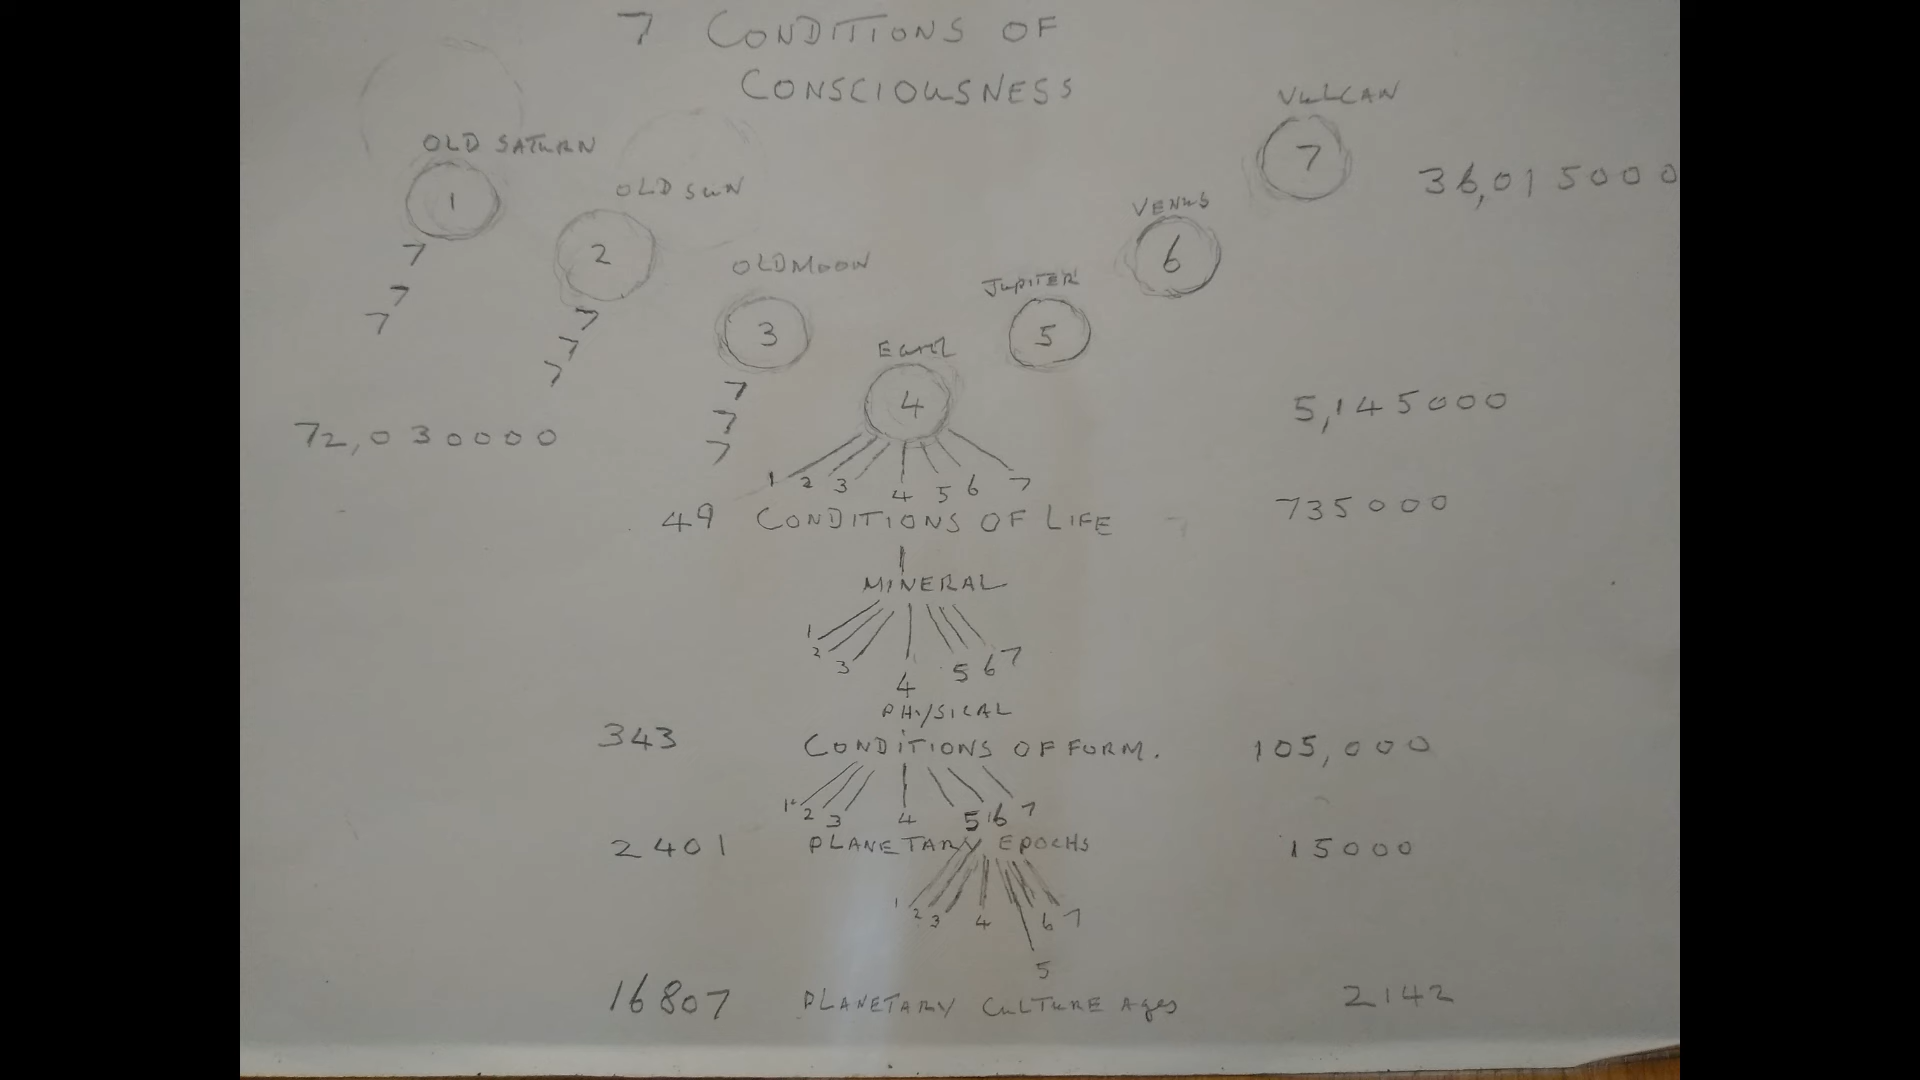 7 CONDITIONS OF
CONSCIOUSNESS
VULCAN
OLD SATURN
7
36,015000
1
OLD SUN
VENUS
2
6
7
OLD MOON
JUPITER
7
7
7
3
5
7
EARTH
7
7
4
5,145000
72,030000
7
7
1 2 3 4 5 6 7
49 CONDITIONS OF LIFE 735000
MINERAL
1 2 3 4 5 6 7
PHYSICAL
343 CONDITIONS OF FORM. 105,000
1 2 3 4 5 6 7
2401 PLANETARY EPOCHS 15000
1 2 3 4 6 7
5
16807 PLANETARY CULTURE Ages 2142